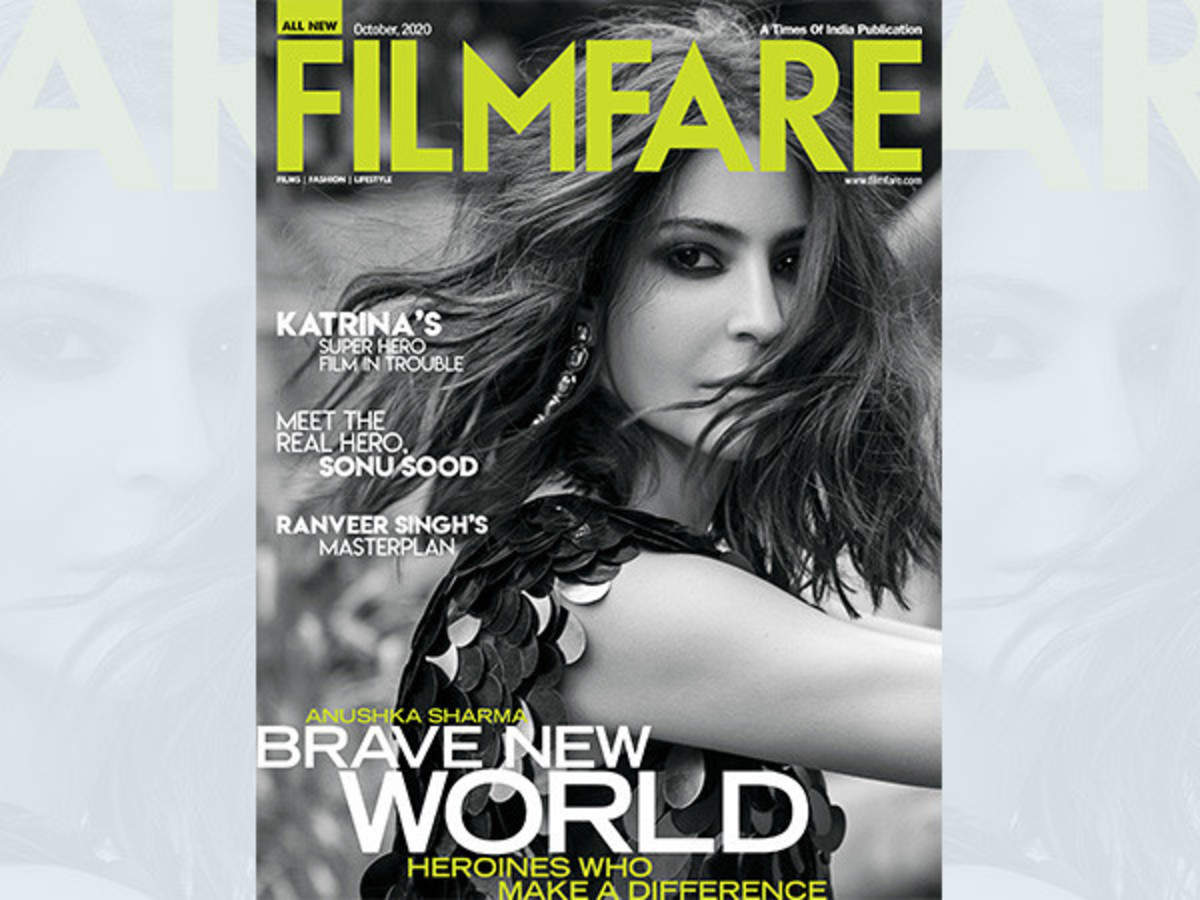 ALL NEW
October, 2020
A Times Of India Publication
FILMFARE
FILMS | FASHION | LIFESTYLE
www.filmfare.com
KATRINA'S
SUPER HERO
FILM IN TROUBLE
MEET THE
REAL HERO,
SONU SOOD
RANVEER SINGH'S
MASTERPLAN
ANUSHKA SHARMA
BRAVE NEW
WORLD
HEROINES WHO
MAKE A DIFFERENCE